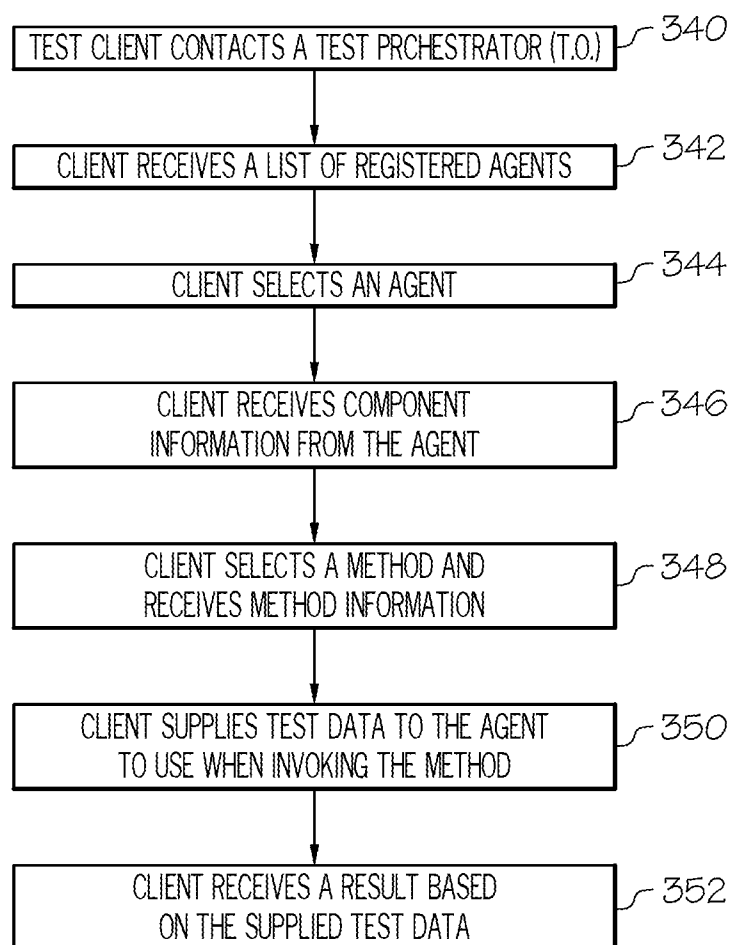 TEST CLIENT CONTACTS A TEST PRCHESTRATOR (T.O.)
340
CLIENT RECEIVES A LIST OF REGISTERED AGENTS
342
CLIENT SELECTS AN AGENT
344
CLIENT RECEIVES COMPONENT
INFORMATION FROM THE AGENT
346
CLIENT SELECTS A METHOD AND
RECEIVES METHOD INFORMATION
348
CLIENT SUPPLIES TEST DATA TO THE AGENT
TO USE WHEN INVOKING THE METHOD
350
CLIENT RECEIVES A RESULT BASED
ON THE SUPPLIED TEST DATA
352